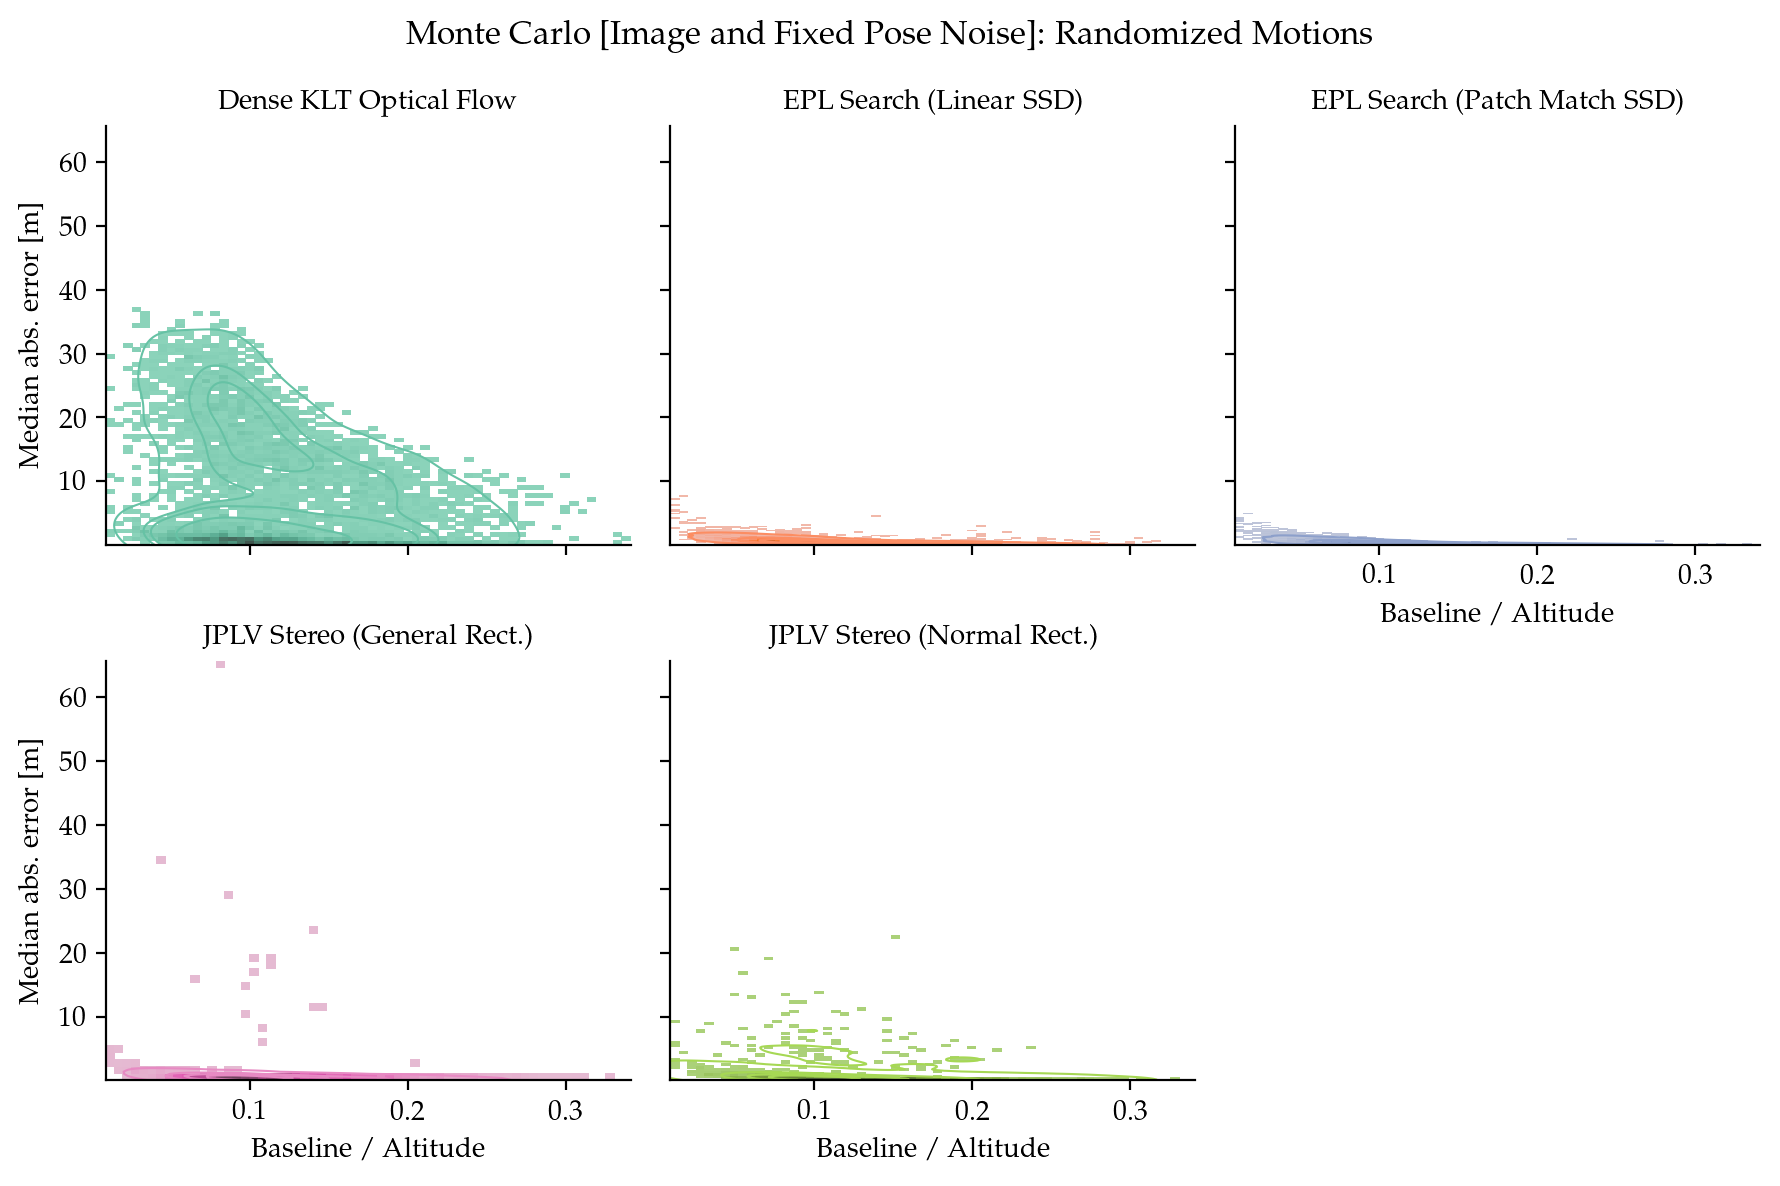 Monte Carlo [Image and Fixed Pose Noise]: Randomized Motions
Dense KLT Optical Flow
EPL Search (Linear SSD)
EPL Search (Patch Match SSD)
Median abs. error [m]
60
50
40
30
20
10
0.1
0.2
0.3
Baseline / Altitude
JPLV Stereo (General Rect.)
JPLV Stereo (Normal Rect.)
Median abs. error [m]
60
50
40
30
20
10
0.1
0.2
0.3
Baseline / Altitude
0.1
0.2
0.3
Baseline / Altitude